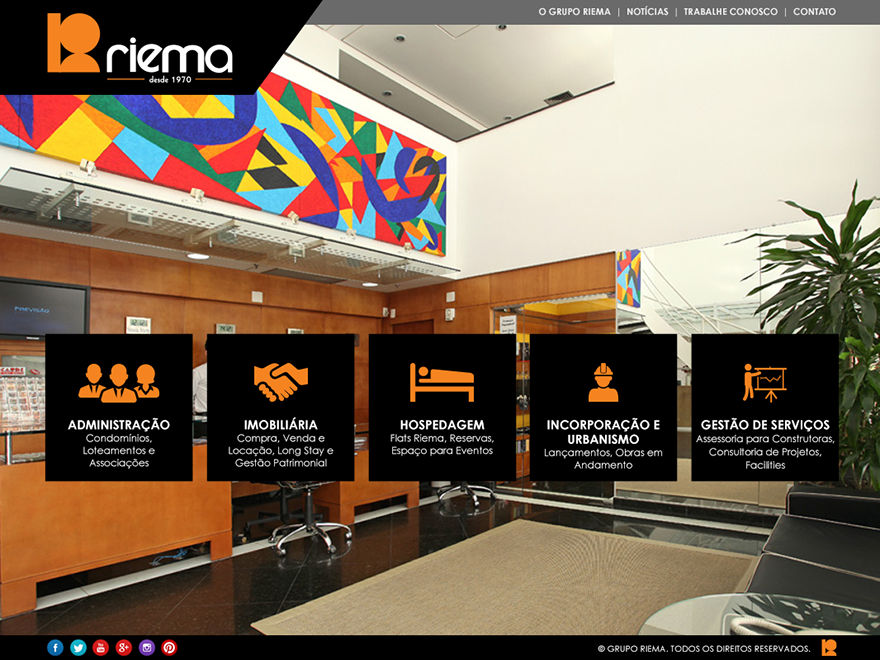 O GRUPO RIEMA | NOTÍCIAS | TRABALHE CONOSCO | CONTATO
riema
desde 1970
PREVISÃO
ADMINISTRAÇÃO
Condomínios,
Loteamentos e
Associações
IMOBILIÁRIA
Compra, Venda e
Locação, Long Stay e
Gestão Patrimonial
HOSPEDAGEM
Flats Riema, Reservas,
Espaço para Eventos
INCORPORAÇÃO E
URBANISMO
Lançamentos, Obras em
Andamento
GESTÃO DE SERVIÇOS
Assessoria para Construtoras,
Consultoria de Projetos,
Facilities
© GRUPO RIEMA. TODOS OS DIREITOS RESERVADOS.